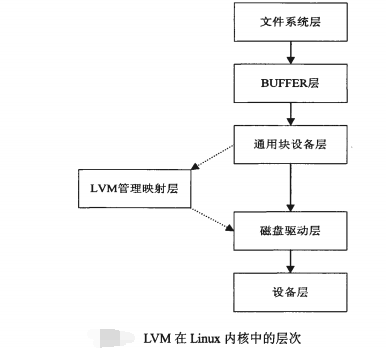 文件系统层
BUFFER层
通用块设备层
LVM管理映射层
磁盘驱动层
设备层
LVM 在 Linux 内核中的层次